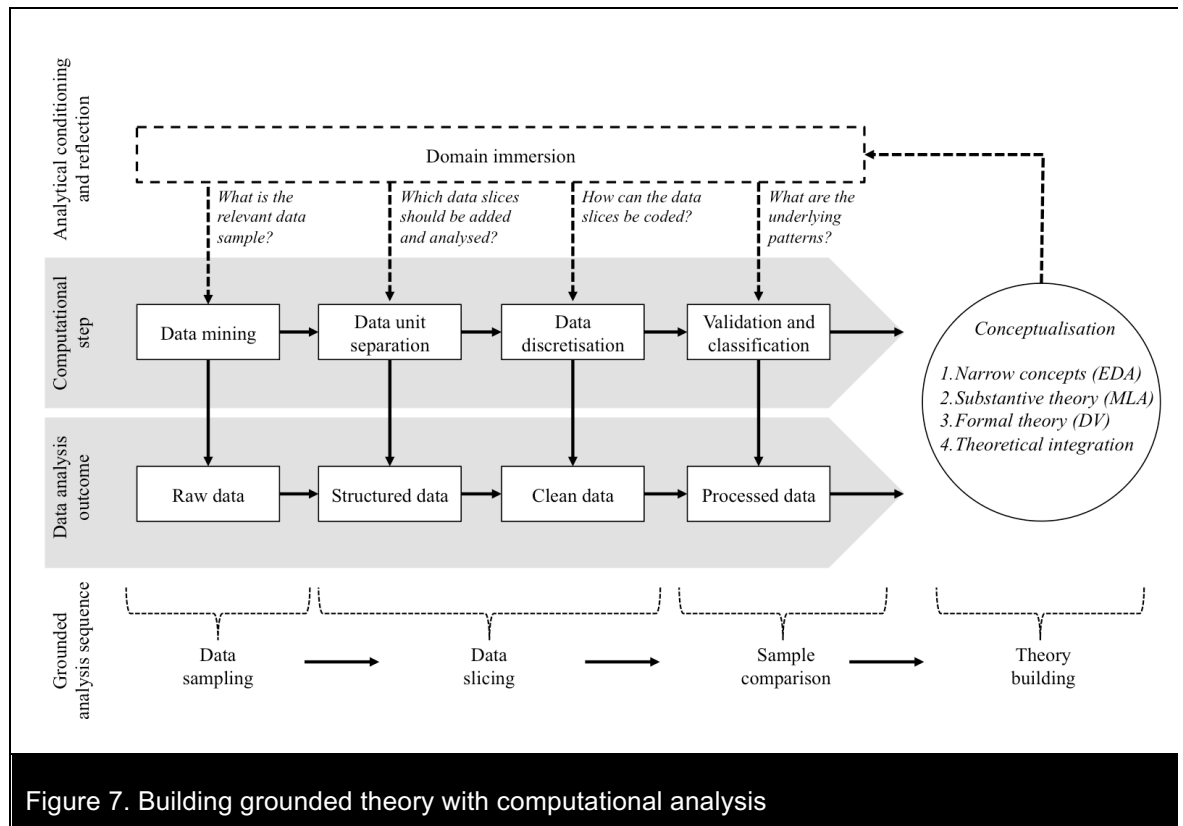 Analytical conditioning
and reflection
Domain immersion
What is the
relevant data
sample?
Which data slices
should be added
and analysed?
How can the data
slices be coded?
What are the
underlying
patterns?
Computational
step
Data mining
Data unit
separation
Data
discretisation
Validation and
classification
Conceptualisation
1.Narrow concepts (EDA)
2.Substantive theory (MLA)
3.Formal theory (DV)
4.Theoretical integration
Data analysis
outcome
Raw data
Structured data
Clean data
Processed data
Grounded
analysis sequence
Data
sampling
Data
slicing
Sample
comparison
Theory
building
Figure 7. Building grounded theory with computational analysis